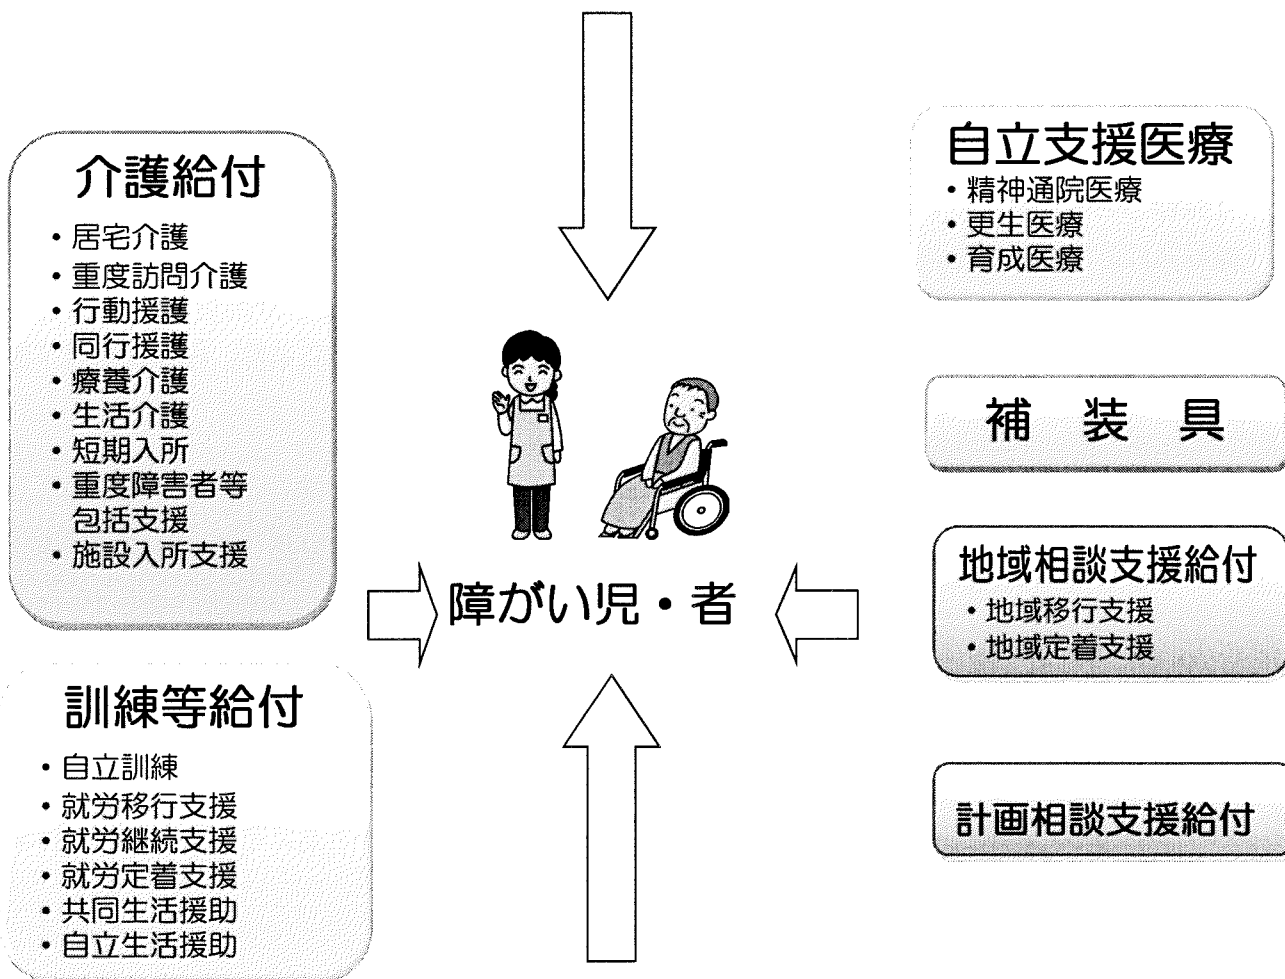 介護給付
・居宅介護
・重度訪問介護
・行動援護
・同行援護
・療養介護
・生活介護
・短期入所
・重度障害者等
包括支援
・施設入所支援
訓練等給付
・自立訓練
・就労移行支援
・就労継続支援
・就労定着支援
・共同生活援助
・自立生活援助
障がい児・者
自立支援医療
・精神通院医療
・更生医療
・育成医療
補装具
地域相談支援給付
・地域移行支援
・地域定着支援
計画相談支援給付